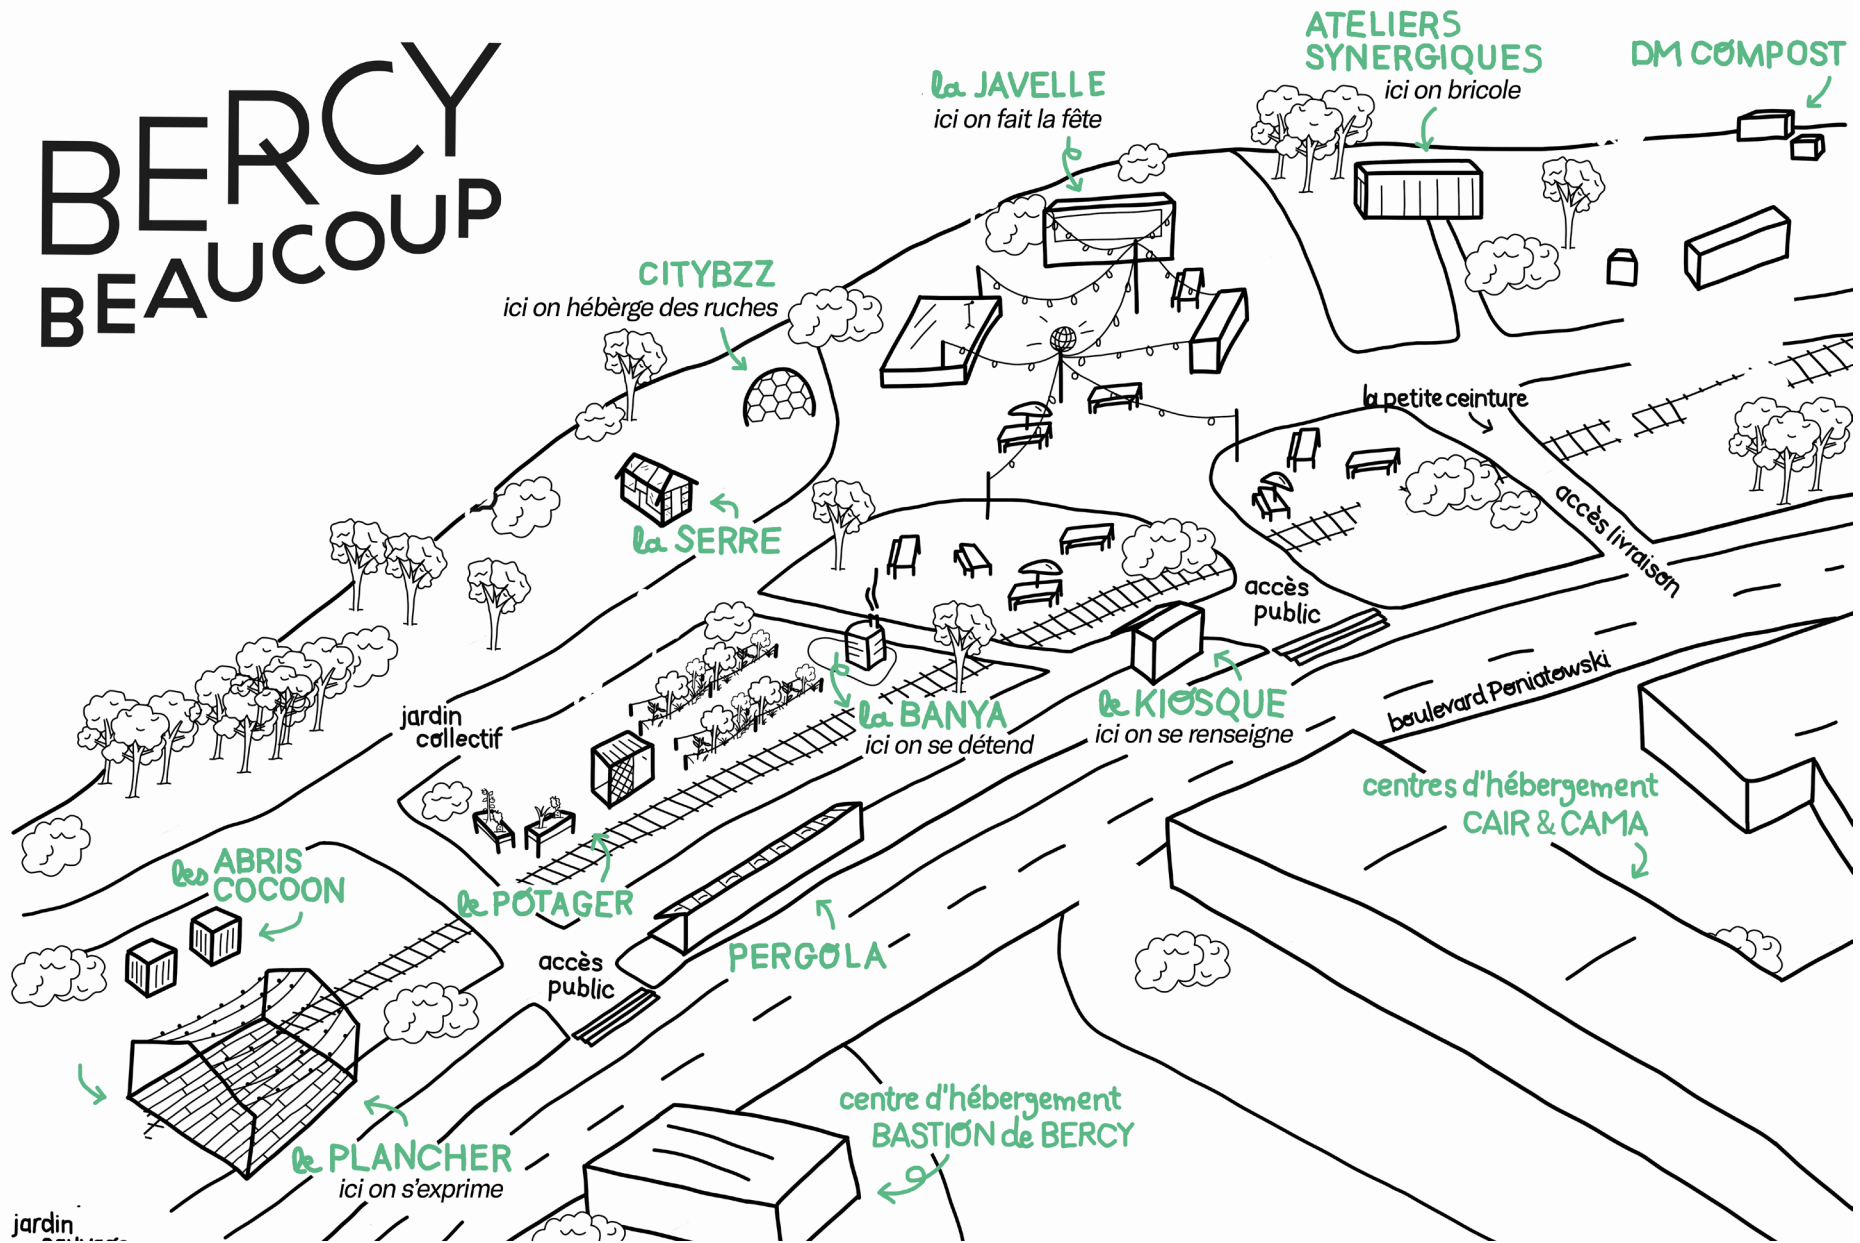 BERCY
BEAUCOUP
ATELIERS
SYNERGIQUES
ici on bricole
DM COMPOST
la JAVELLE
ici on fait la fête
CITYBZZ
ici on hébèrge des ruches
la petite ceinture
accès livraison
la SERRE
accès
public
boulevard Poniatowski
le KIOSQUE
ici on se renseigne
la BANYA
ici on se détend
jardin
collectif
centres d'hébergement
CAIR & CAMA
les ABRIS
COCOON
le POTAGER
PERGOLA
accès
public
centre d'hébergement
BASTION de BERCY
le PLANCHER
ici on s'exprime
jardin